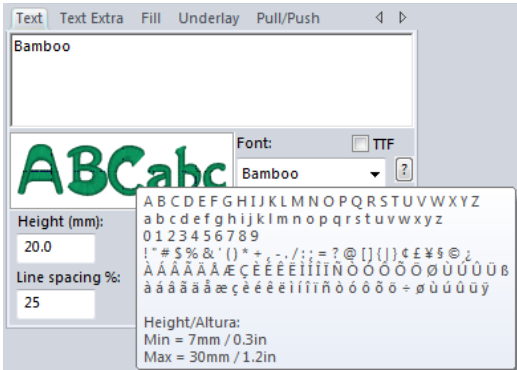 Text Text Extra Fill Underlay Pull/Push
Bamboo
ABCabc
Font:
TTF
Bamboo
?
Height (mm):
20.0
Line spacing %:
25
A B C D E F G H I J K L M N O P Q R S T U V W X Y Z
a b c d e f g h i j k l m n o p q r s t u v w x y z
0 1 2 3 4 5 6 7 8 9
! " # $ % & ' ( ) * + , - . / : ; = ? @ [ ] { | } ¢ £ ¥ § © ¿
À Á Â Ã Ä Å Æ Ç È É Ê Ë Ì Í Î Ï Ñ Ò Ó Ô Õ Ö Ø Ù Ú Û Ü ß
à á â ã ä å æ ç è é ê ë ì í î ï ñ ò ó ô õ ö ÷ ø ù ú û ü ÿ
Height/Altura:
Min = 7mm / 0.3in
Max = 30mm / 1.2in